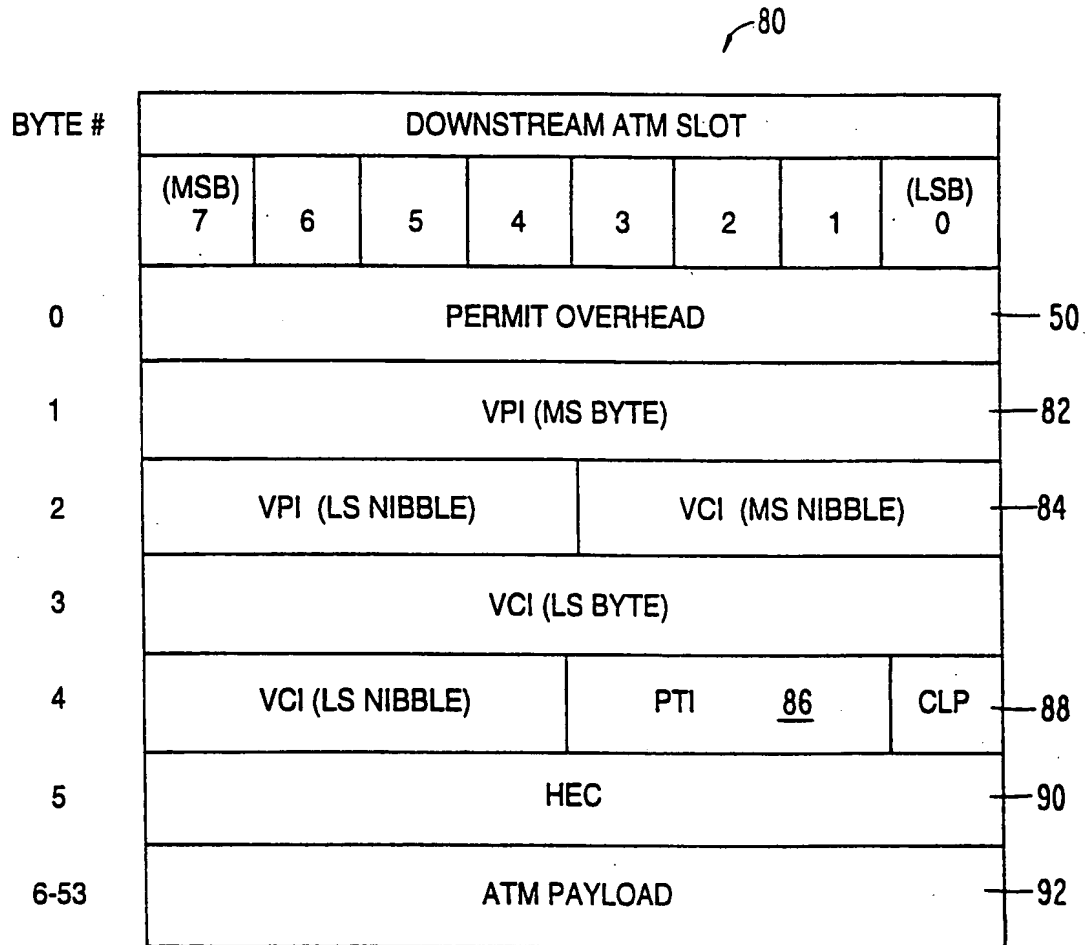 80
BYTE # DOWNSTREAM ATM SLOT
(MSB) (LSB)
7 6 5 4 3 2 1 0
0 PERMIT OVERHEAD 50
1 VPI (MS BYTE) 82
2 VPI (LS NIBBLE) VCI (MS NIBBLE) 84
3 VCI (LS BYTE)
4 VCI (LS NIBBLE) PTI 86 CLP 88
5 HEC 90
6-53 ATM PAYLOAD 92